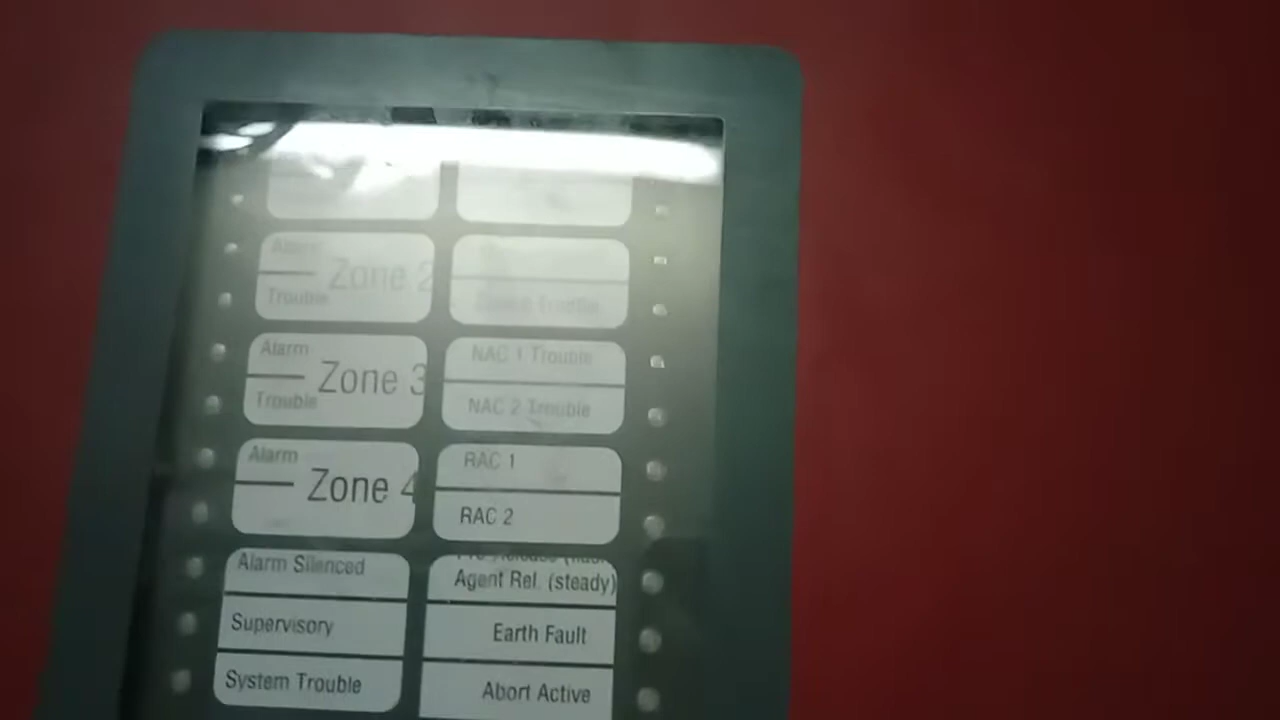 Alarm
Zone 2
Trouble
Alarm
Zone 3
Trouble
Alarm
Zone 4
Alarm Silenced
Supervisory
System Trouble
Trouble
NAC 1 Trouble
NAC 2 Trouble
RAC 1
RAC 2
Agent Rel. (steady)
Earth Fault
Abort Active